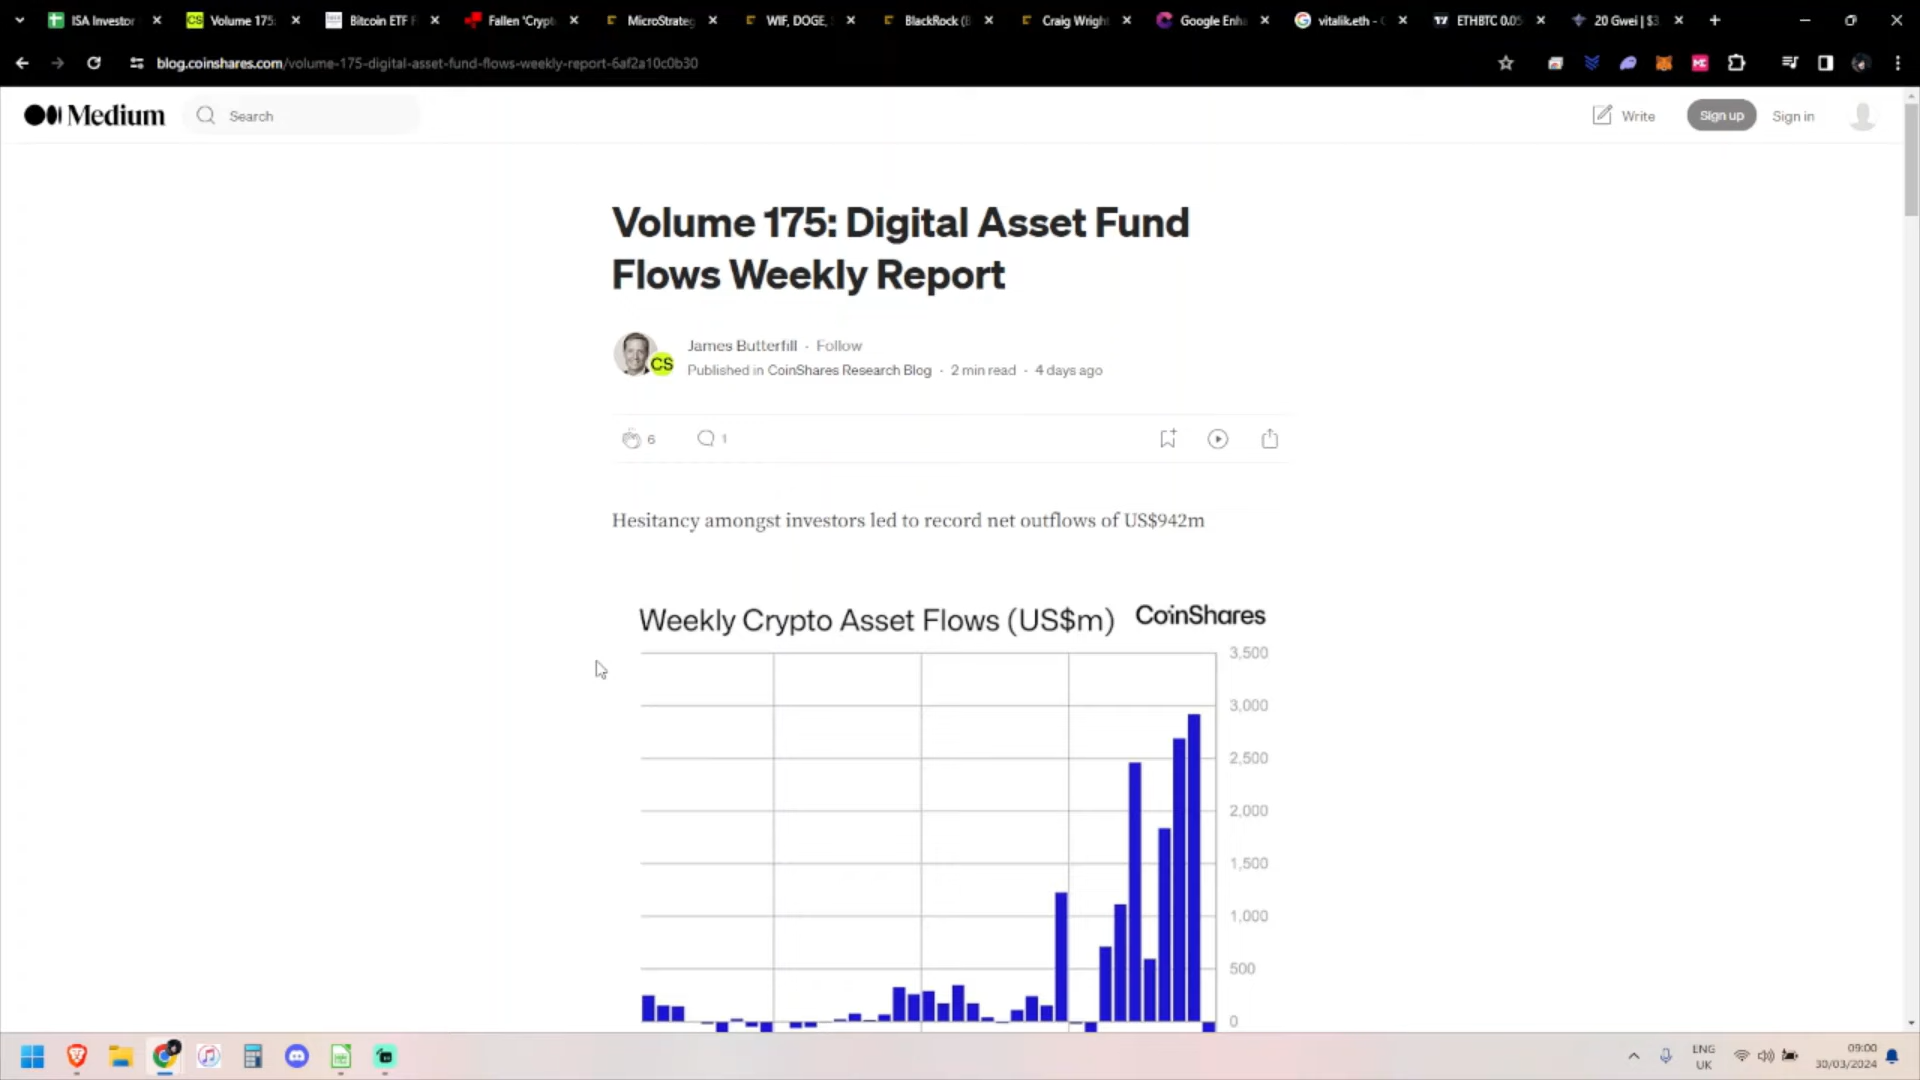 ISA Investor
Volume 175:
Bitcoin ETF F
Fallen 'Crypt
MicroStrateg
WIF, DOGE,
BlackRock (B
Craig Wright
Google Enh
vitalik.eth -
ETHBTC 0.05
20 Gwei | $3
blog.coinshares.com/volume-175-digital-asset-fund-flows-weekly-report-6af2a10c0b30
Medium
Search
Write
Sign up
Sign in
Volume 175: Digital Asset Fund
Flows Weekly Report
CS
James Butterfill · Follow
Published in CoinShares Research Blog · 2 min read · 4 days ago
6
1
Hesitancy amongst investors led to record net outflows of US$942m
Weekly Crypto Asset Flows (US$m)
CoinShares
3,500
3,000
2,500
2,000
1,500
1,000
500
0
ENG
UK
09:00
30/03/2024